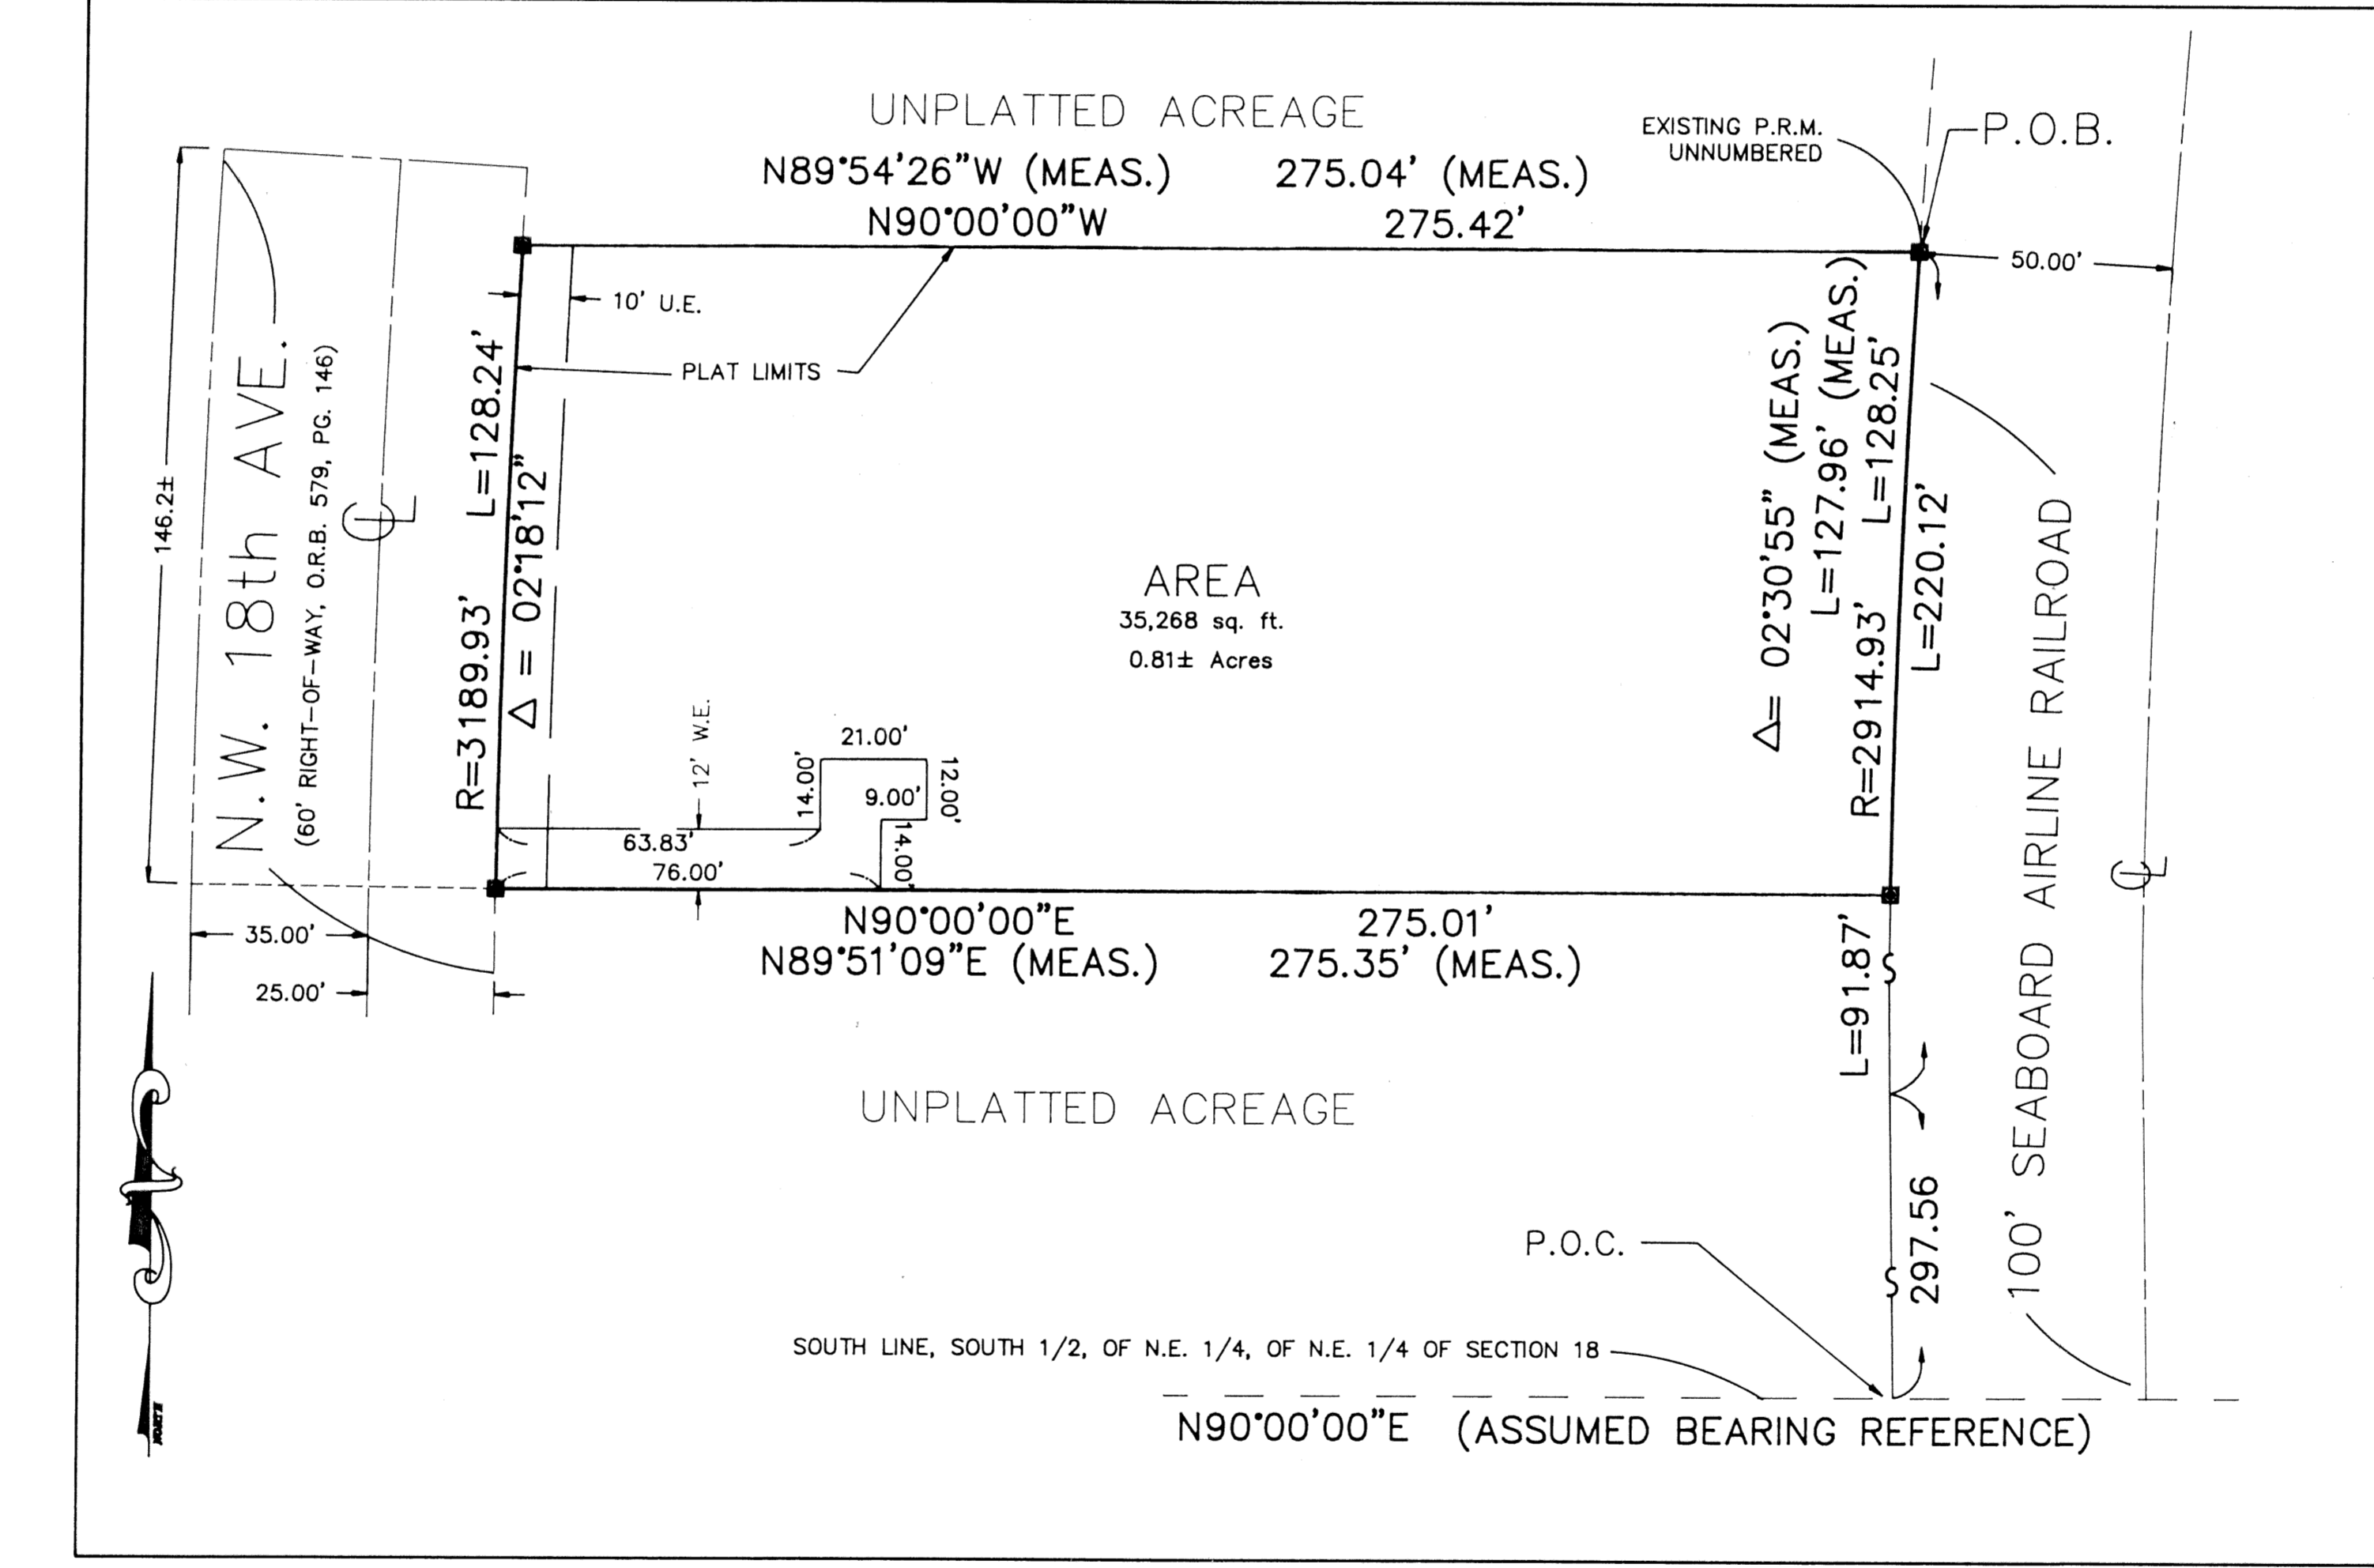 UNPLATTED ACREAGE
EXISTING P.R.M.
UNNUMBERED
P.O.B.
N89°54'26"W (MEAS.) 275.04' (MEAS.)
N90°00'00"W 275.42'
50.00'
10' U.E.
PLAT LIMITS
146.2±
N.W. 18th AVE.
(60' RIGHT-OF-WAY, O.R.B. 579, PG. 146)
CL
R=3189.93' L=128.24'
Δ = 02°18'12"
AREA
35,268 sq. ft.
0.81± Acres
Δ= 02°30'55" (MEAS.)
L=127.96' (MEAS.)
R=2914.93' L=128.25'
L=220.12'
100' SEABOARD AIRLINE RAILROAD
CL
12' W.E.
21.00'
14.00'
9.00'
12.00'
14.00'
63.83'
76.00'
N90°00'00"E 275.01'
N89°51'09"E (MEAS.) 275.35' (MEAS.)
35.00'
25.00'
L=91.87'
UNPLATTED ACREAGE
297.56
P.O.C.
SOUTH LINE, SOUTH 1/2, OF N.E. 1/4, OF N.E. 1/4 OF SECTION 18
N90°00'00"E (ASSUMED BEARING REFERENCE)